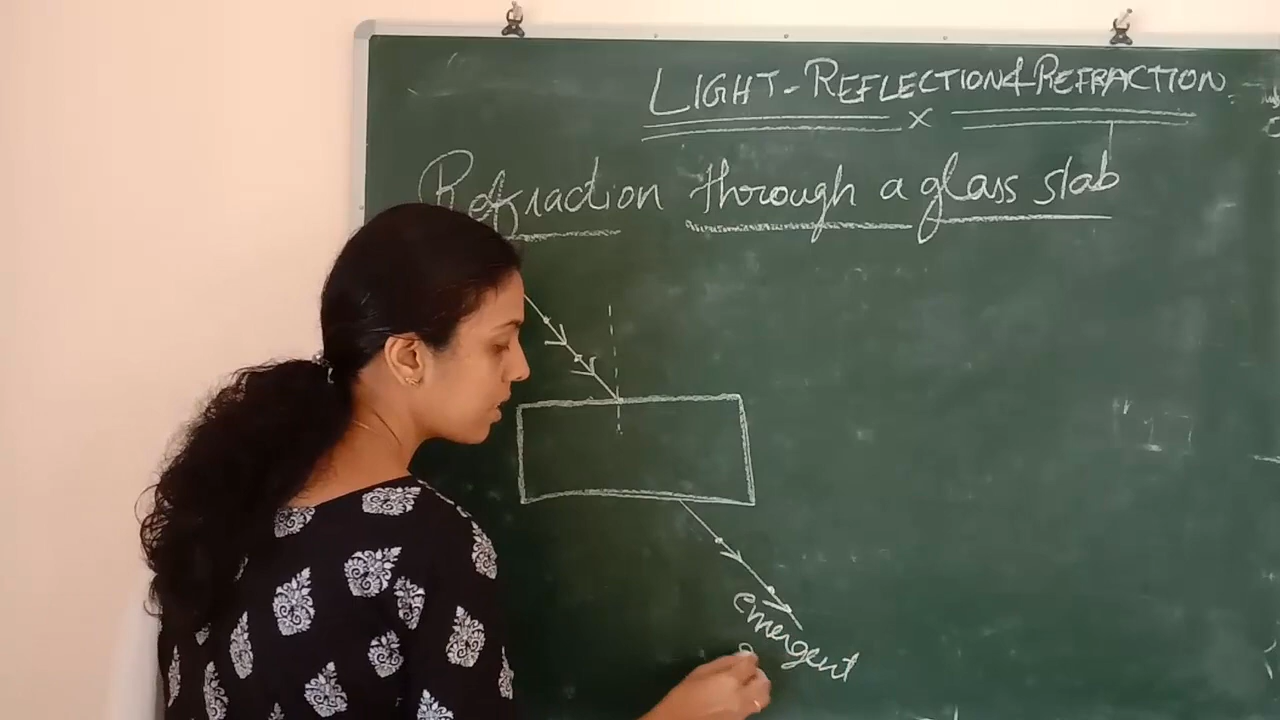 LIGHT - REFLECTION & REFRACTION
x
Refraction through a glass slab
emergent